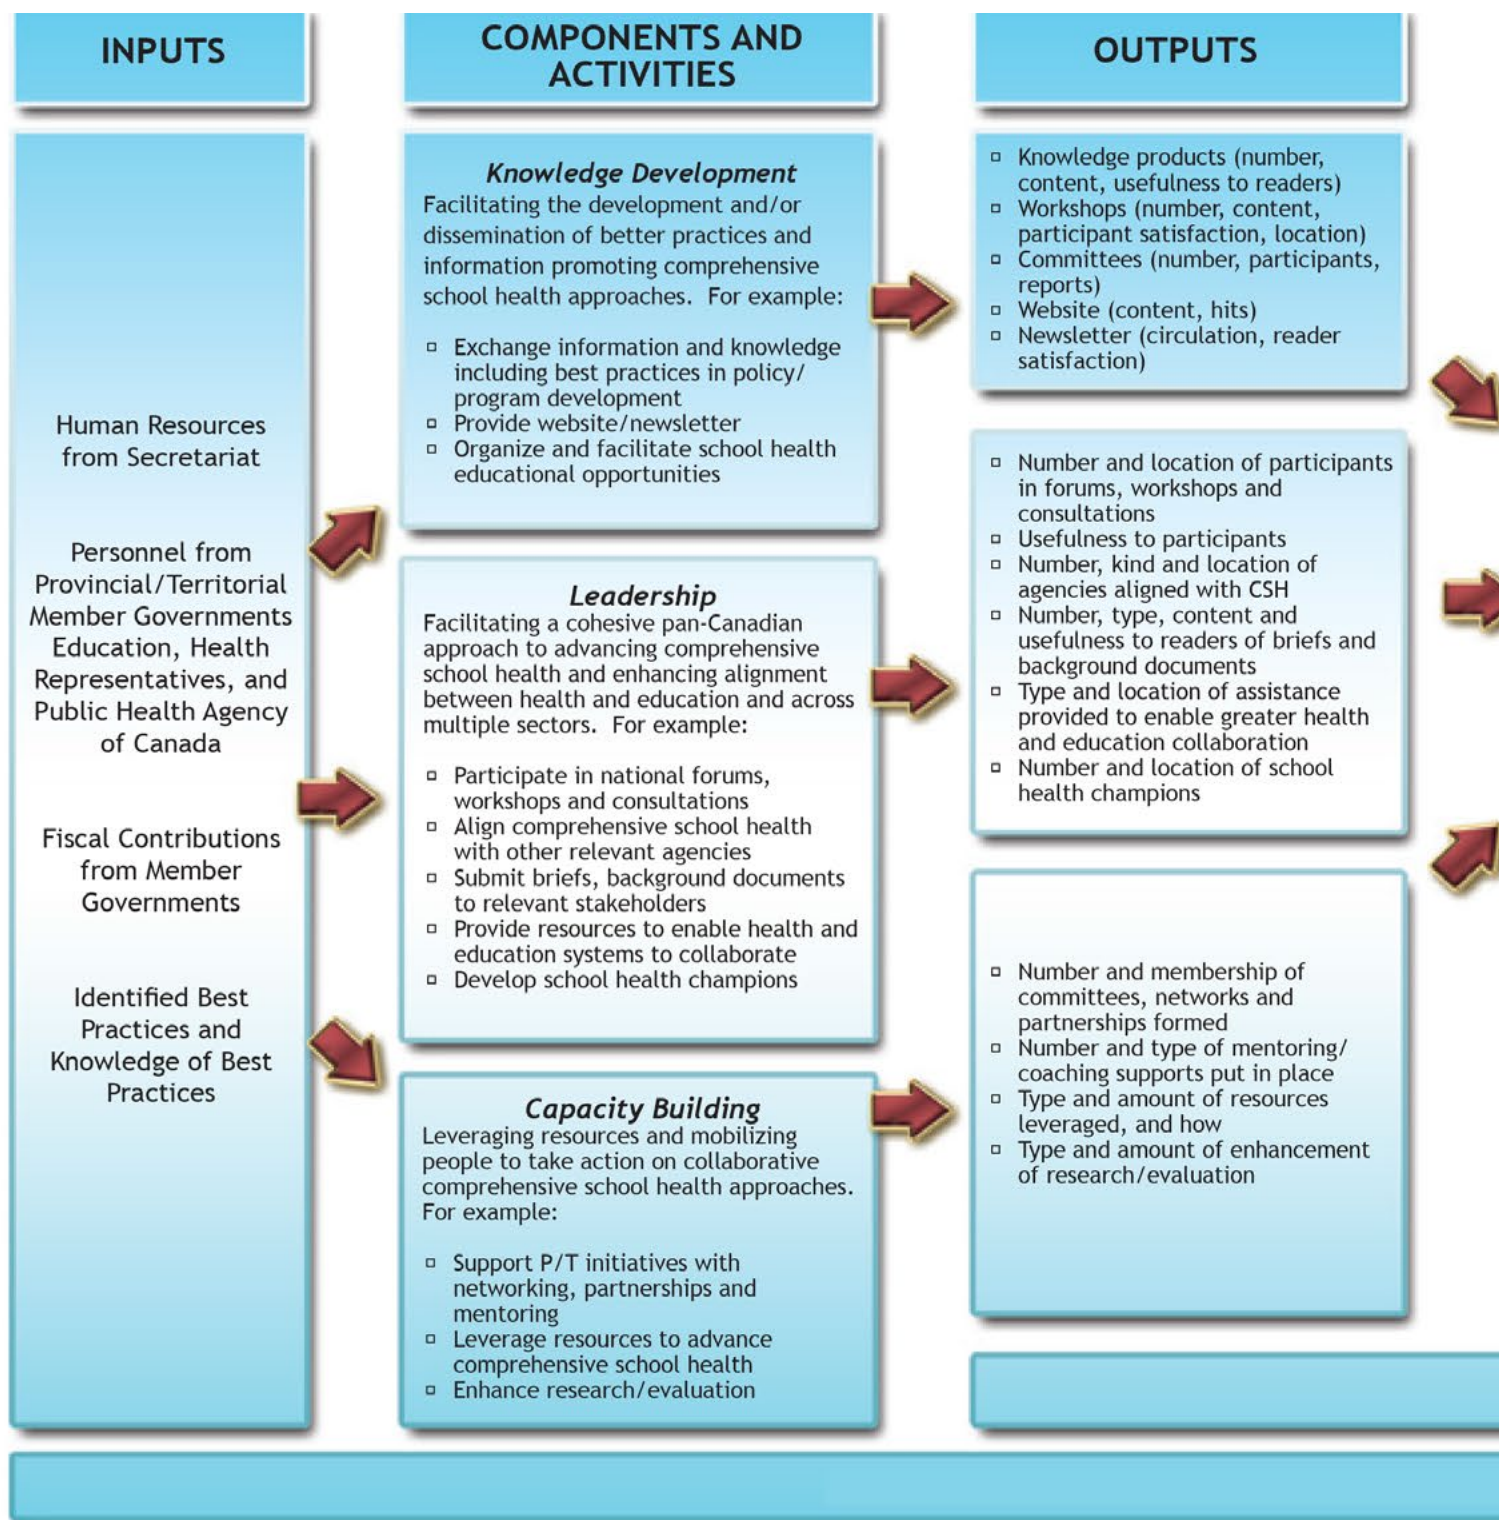 INPUTS
Human Resources
from Secretariat
Personnel from
Provincial/Territorial
Member Governments
Education, Health
Representatives, and
Public Health Agency
of Canada
Fiscal Contributions
from Member
Governments
Identified Best
Practices and
Knowledge of Best
Practices
COMPONENTS AND
ACTIVITIES
Knowledge Development
Facilitating the development and/or
dissemination of better practices and
information promoting comprehensive
school health approaches. For example:
▫ Exchange information and knowledge
including best practices in policy/
program development
▫ Provide website/newsletter
▫ Organize and facilitate school health
educational opportunities
Leadership
Facilitating a cohesive pan-Canadian
approach to advancing comprehensive
school health and enhancing alignment
between health and education and across
multiple sectors. For example:
▫ Participate in national forums,
workshops and consultations
▫ Align comprehensive school health
with other relevant agencies
▫ Submit briefs, background documents
to relevant stakeholders
▫ Provide resources to enable health and
education systems to collaborate
▫ Develop school health champions
Capacity Building
Leveraging resources and mobilizing
people to take action on collaborative
comprehensive school health approaches.
For example:
▫ Support P/T initiatives with
networking, partnerships and
mentoring
▫ Leverage resources to advance
comprehensive school health
▫ Enhance research/evaluation
OUTPUTS
▫ Knowledge products (number,
content, usefulness to readers)
▫ Workshops (number, content,
participant satisfaction, location)
▫ Committees (number, participants,
reports)
▫ Website (content, hits)
▫ Newsletter (circulation, reader
satisfaction)
▫ Number and location of participants
in forums, workshops and
consultations
▫ Usefulness to participants
▫ Number, kind and location of
agencies aligned with CSH
▫ Number, type, content and
usefulness to readers of briefs and
background documents
▫ Type and location of assistance
provided to enable greater health
and education collaboration
▫ Number and location of school
health champions
▫ Number and membership of
committees, networks and
partnerships formed
▫ Number and type of mentoring/
coaching supports put in place
▫ Type and amount of resources
leveraged, and how
▫ Type and amount of enhancement
of research/evaluation